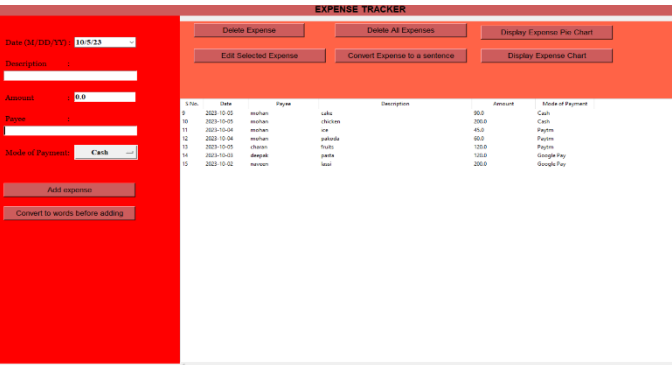 EXPENSE TRACKER
Date (M/DD/YY) : 10/5/23
Description :
Amount : 0.0
Payee :
Mode of Payment: Cash
Add expense
Convert to words before adding
Delete Expense Delete All Expenses Display Expense Pie Chart
Edit Selected Expense Convert Expense to a sentence Display Expense Chart
S No. Date Payee Description Amount Mode of Payment
9 2023-10-05 mohan cake 90.0 Cash
10 2023-10-05 mohan chicken 200.0 Cash
11 2023-10-04 mohan ice 45.0 Paytm
12 2023-10-04 mohan pakoda 60.0 Paytm
13 2023-10-05 charan fruits 120.0 Paytm
14 2023-10-03 deepak pasta 120.0 Google Pay
15 2023-10-02 naveen lassi 200.0 Google Pay